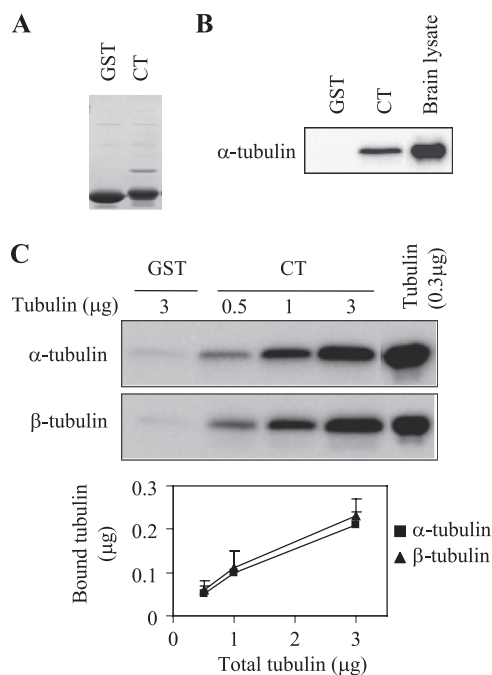 A
GST
CT
B
GST
CT
Brain lysate
α-tubulin
C
GST
CT
Tubulin
(0.3μg)
Tubulin (μg)
3
0.5
1
3
α-tubulin
β-tubulin
0.3
0.2
0.1
0
Bound tubulin
(μg)
0
1
2
3
Total tubulin (μg)
α-tubulin
β-tubulin